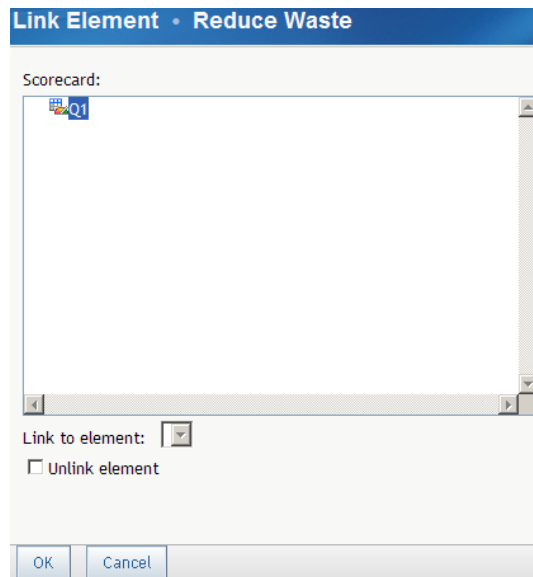 Link Element • Reduce Waste
Scorecard:
Q1
Link to element:
Unlink element
OK Cancel